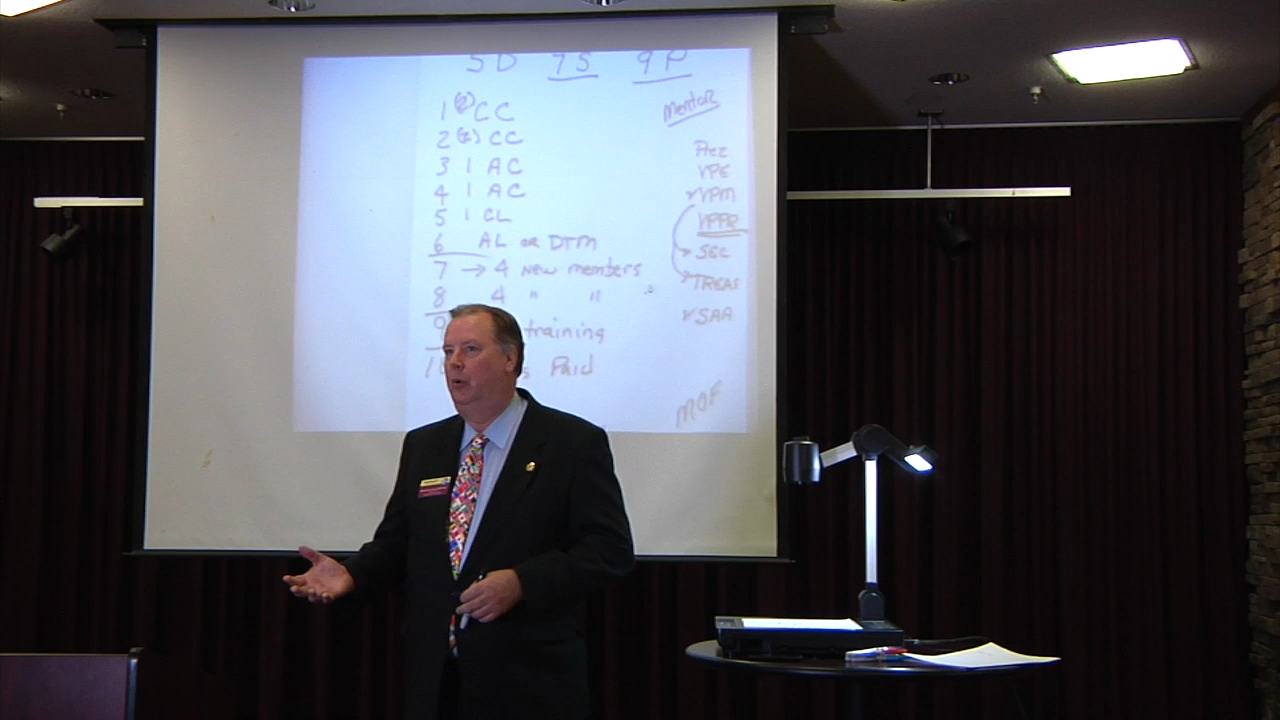 5D 7S 9P
1 (2) CC
2 (2) CC
3 1 AC
4 1 AC
5 1 CL
6 AL or DTM
7 → 4 New members
8 4 " "
9 training
Paid
Mentor
Prez
VPE
VPM
VPPR
SEC
TREAS
SAA
MOF